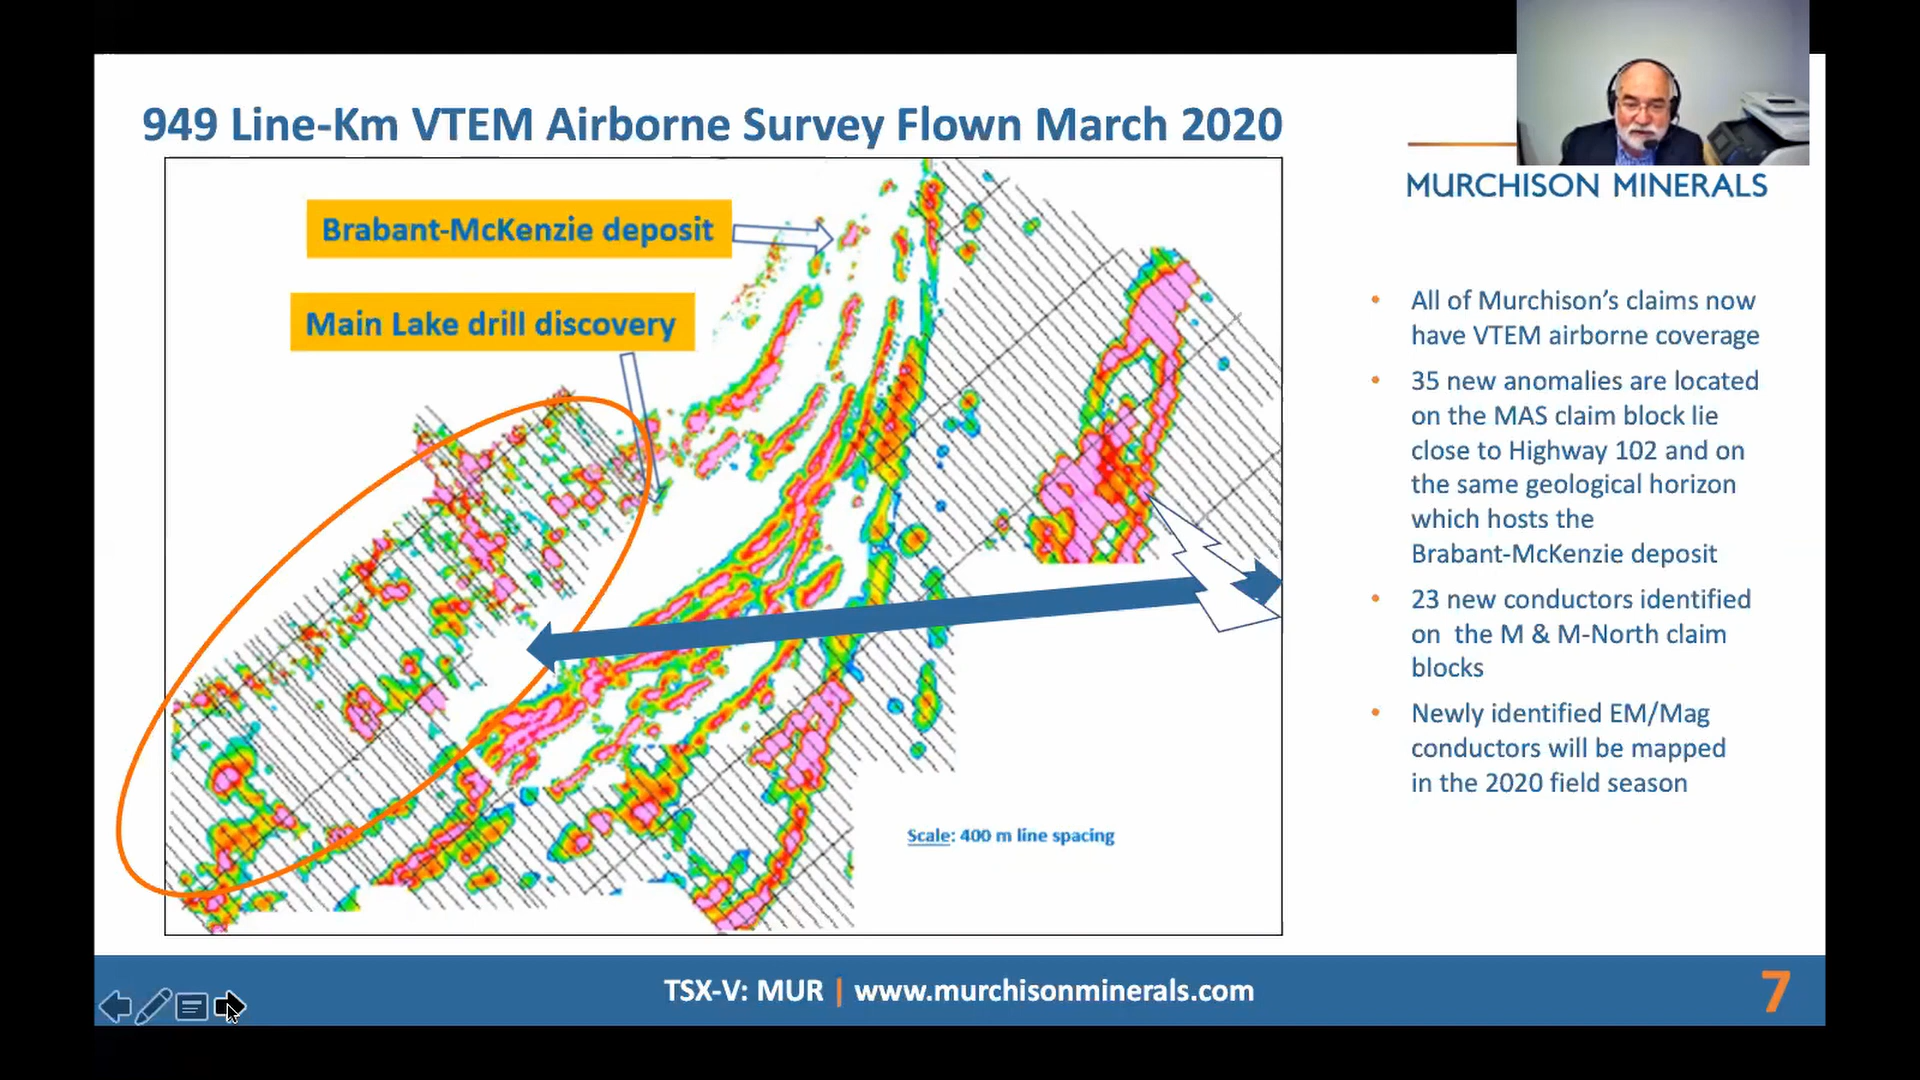 949 Line-Km VTEM Airborne Survey Flown March 2020
MURCHISON MINERALS
Brabant-McKenzie deposit
Main Lake drill discovery
Scale: 400 m line spacing
• All of Murchison's claims now
have VTEM airborne coverage
• 35 new anomalies are located
on the MAS claim block lie
close to Highway 102 and on
the same geological horizon
which hosts the
Brabant-McKenzie deposit
• 23 new conductors identified
on the M & M-North claim
blocks
• Newly identified EM/Mag
conductors will be mapped
in the 2020 field season
TSX-V: MUR | www.murchisonminerals.com
7